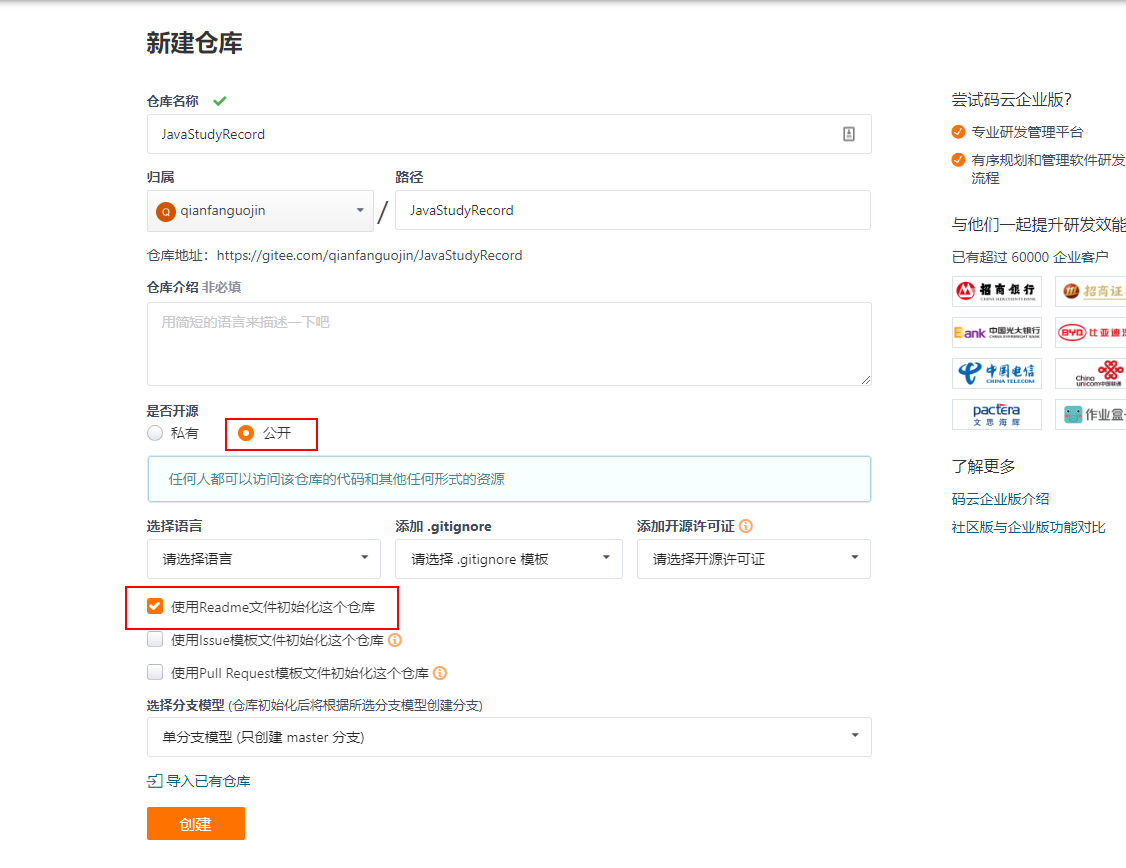 新建仓库
仓库名称
JavaStudyRecord
归属
路径
Q qianfanguojin
/
JavaStudyRecord
仓库地址：https://gitee.com/qianfanguojin/JavaStudyRecord
仓库介绍 非必填
用简短的语言来描述一下吧
是否开源
私有
公开
任何人都可以访问该仓库的代码和其他任何形式的资源
选择语言
添加 .gitignore
添加开源许可证
请选择语言
请选择 .gitignore 模板
请选择开源许可证
使用Readme文件初始化这个仓库
使用Issue模板文件初始化这个仓库
使用Pull Request模板文件初始化这个仓库
选择分支模型 (仓库初始化后将根据所选分支模型创建分支)
单分支模型 (只创建 master 分支)
导入已有仓库
创建
尝试码云企业版？
专业研发管理平台
有序规划和管理软件研发
流程
与他们一起提升研发效能
已有超过 60000 企业客户
招商银行
CHINA MERCHANTS BANK
招商证
Bank 中国光大银行
CHINA EVERBRIGHT BANK
BYD 比亚迪
中国电信
CHINA TELECOM
China
unicom中国联通
pactera
文思海辉
作业盒
了解更多
码云企业版介绍
社区版与企业版功能对比